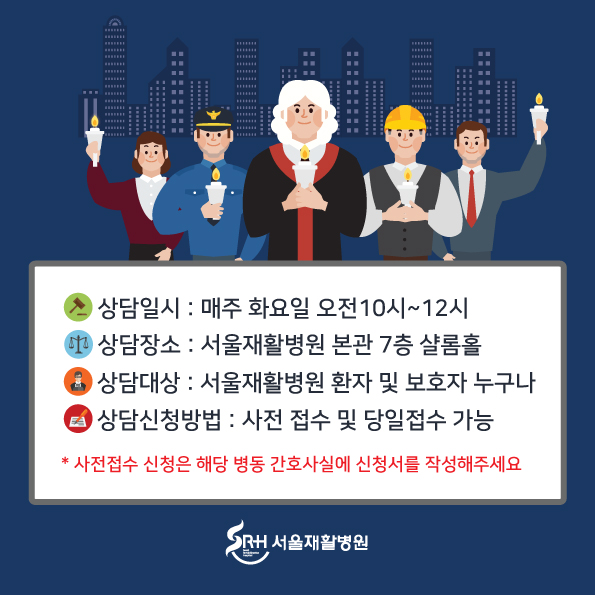 상담일시 : 매주 화요일 오전10시~12시
상담장소 : 서울재활병원 본관 7층 샬롬홀
상담대상 : 서울재활병원 환자 및 보호자 누구나
상담신청방법 : 사전 접수 및 당일접수 가능
* 사전접수 신청은 해당 병동 간호사실에 신청서를 작성해주세요
SRH 서울재활병원